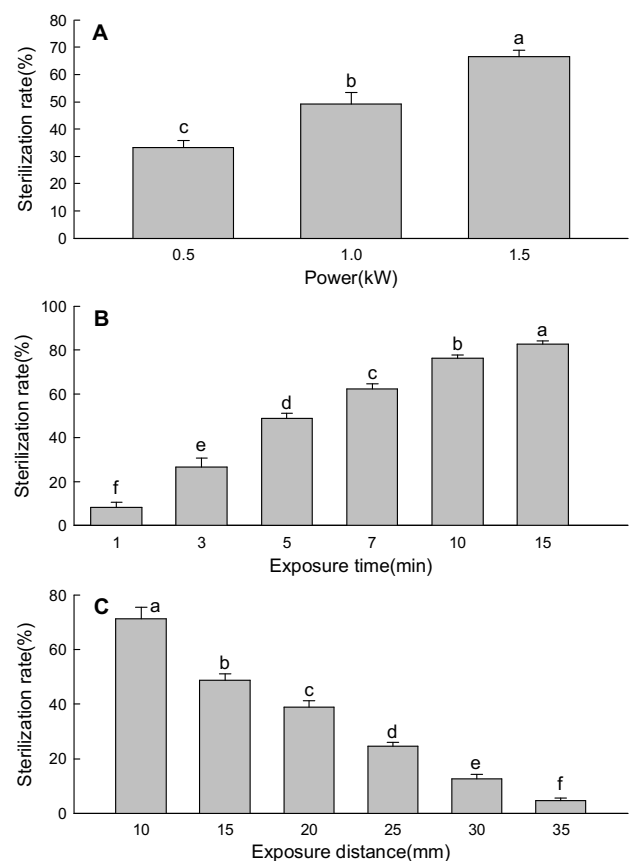 A
Sterilization rate(%)
80
70
60
50
40
30
20
10
0
c
b
a
0.5
1.0
1.5
Power(kW)
B
Sterilization rate(%)
100
80
60
40
20
0
f
e
d
c
b
a
1
3
5
7
10
15
Exposure time(min)
C
Sterilization rate(%)
80
60
40
20
0
a
b
c
d
e
f
10
15
20
25
30
35
Exposure distance(mm)